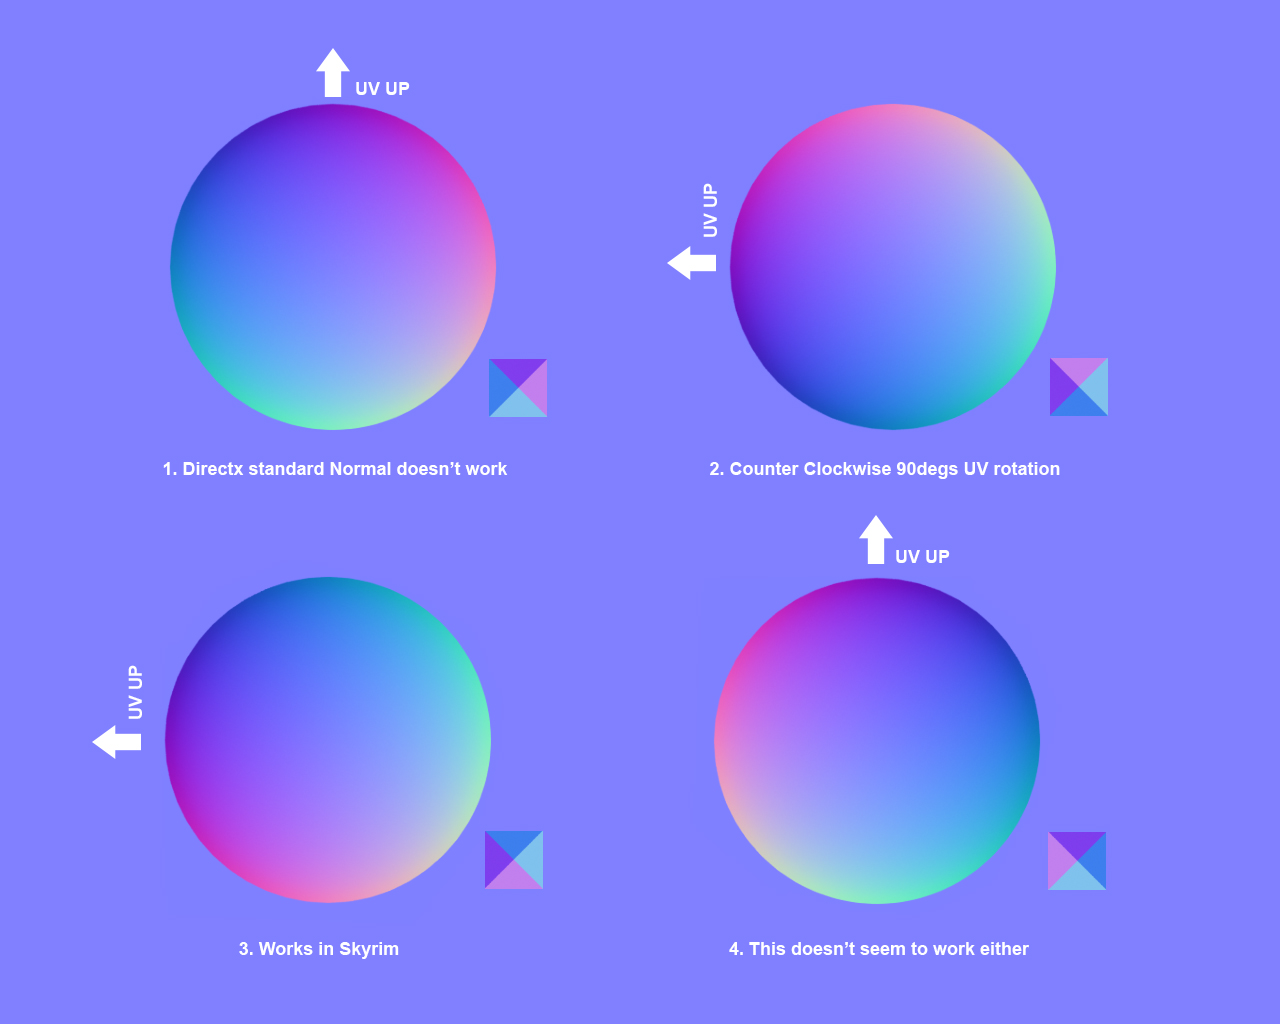 UV UP
UV UP
1. Directx standard Normal doesn’t work
2. Counter Clockwise 90degs UV rotation
UV UP
UV UP
3. Works in Skyrim
4. This doesn’t seem to work either